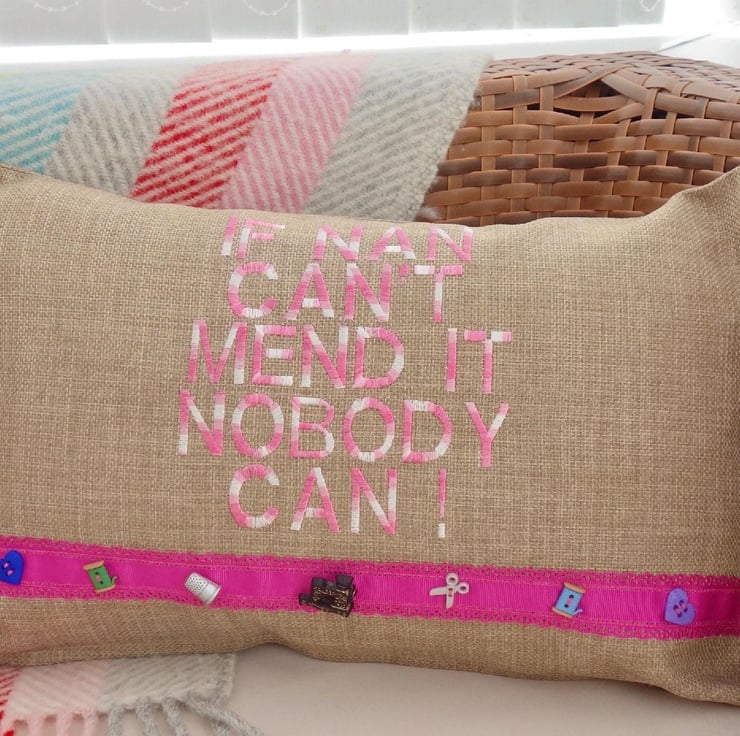 IF NAN
CAN'T
MEND IT
NOBODY
CAN !